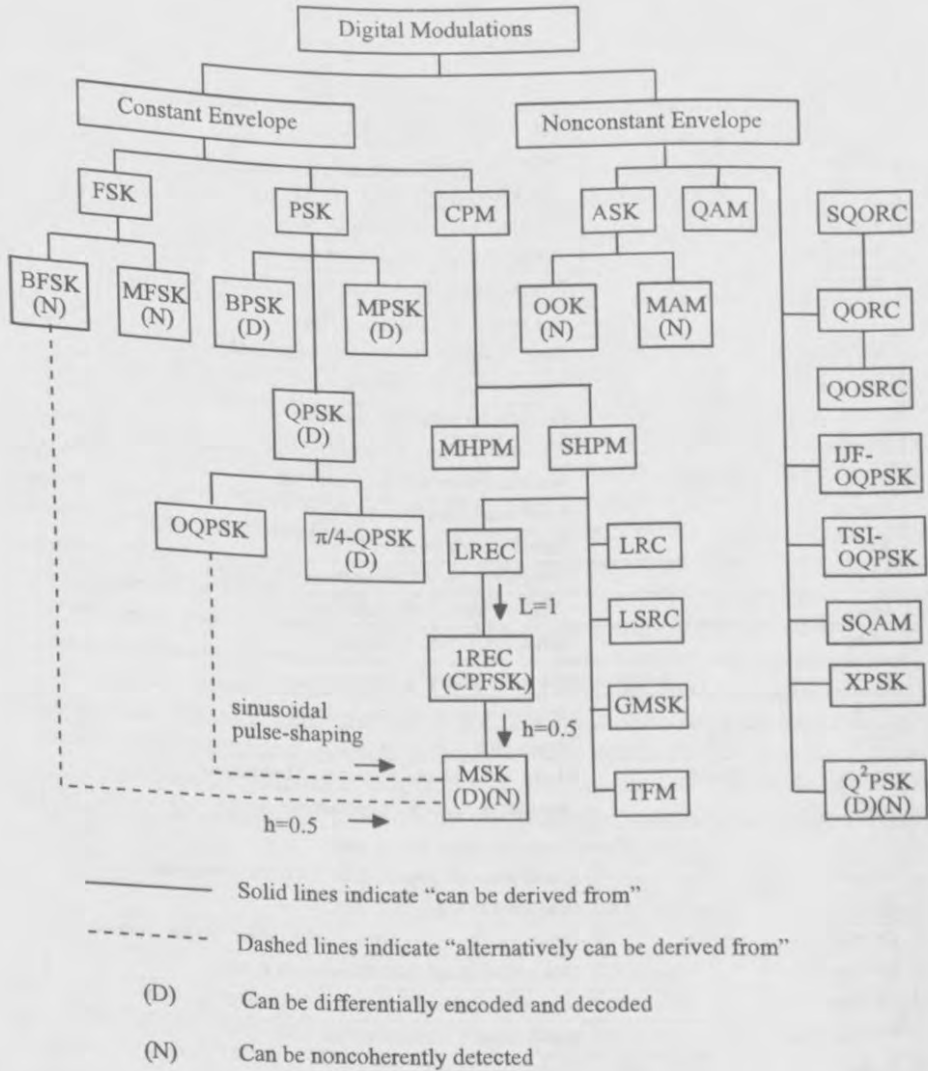 Digital Modulations
Constant Envelope
Nonconstant Envelope
FSK
PSK
CPM
ASK
QAM
SQORC
BFSK
(N)
MFSK
(N)
BPSK
(D)
MPSK
(D)
OOK
(N)
MAM
(N)
QORC
QOSRC
QPSK
(D)
MHPM
SHPM
IJF-
OQPSK
OQPSK
π/4-QPSK
(D)
LREC
LRC
TSI-
OQPSK
L=1
LSRC
SQAM
1REC
(CPFSK)
XPSK
sinusoidal
pulse-shaping
GMSK
h=0.5
MSK
(D)(N)
TFM
Q²PSK
(D)(N)
h=0.5
Solid lines indicate “can be derived from”
Dashed lines indicate “alternatively can be derived from”
(D) Can be differentially encoded and decoded
(N) Can be noncoherently detected